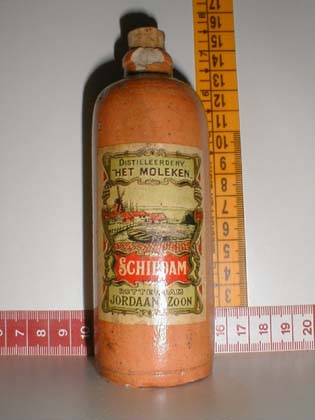 DISTILLEERDERY
"HET MOLEKEN"
SCHIEDAM
ROTTERDAM
JORDAAN & ZOON
17
16
15
14
13
12
11
10
9
8
7
6
5
4
3
7 8 9 10 16 17 18 19 20